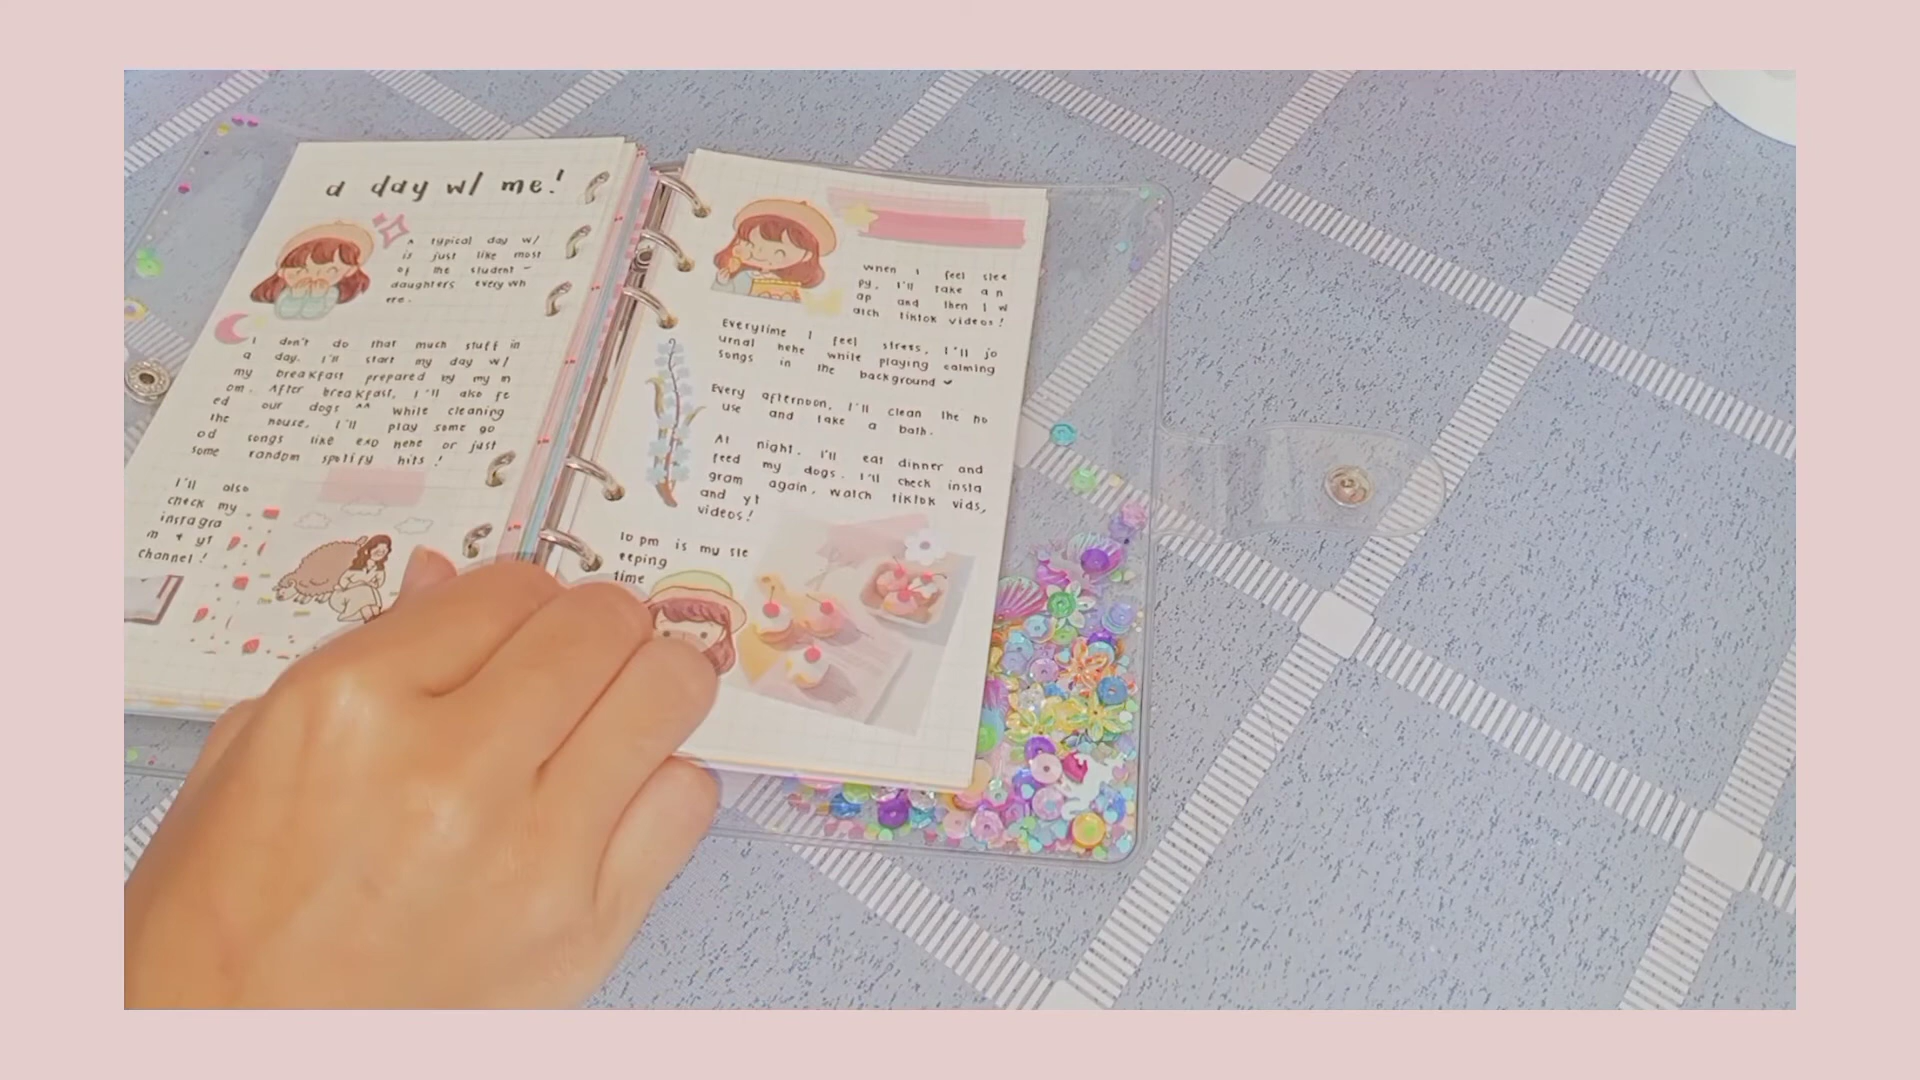 a day w/ me!
A typical day w/
is just like most
of the student -
daughters everywh
ere.
I don't do that much stuff in
a day. I'll start my day w/
my breakfast prepared by my m
om. After breakfast, I'll also fe
ed our dogs ^^ while cleaning
the house, I'll play some go
od songs like exo hehe or just
some random spotify hits!
I'll also
check my
instagra
m & yt
channel!
When I feel slee
py, I'll take a n
ap and then I w
atch tiktok videos!
Everytime I feel stress, I'll jo
urnal hehe while playing calming
songs in the background
Every afternoon, I'll clean the ho
use and take a bath.
At night, I'll eat dinner and
feed my dogs. I'll check insta
gram again, watch tiktok vids,
and yt
videos!
10 pm is my sle
eeping
time